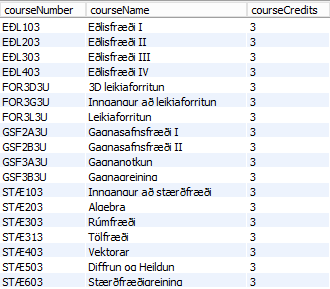 courseNumber courseName courseCredits
EÐL103 Eðlisfræði I 3
EÐL203 Eðlisfræði II 3
EÐL303 Eðlisfræði III 3
EÐL403 Eðlisfræði IV 3
FOR3D3U 3D leikjaforritun 3
FOR3G3U Inngangur að leikjaforritun 3
FOR3L3U Leikjaforritun 3
GSF2A3U Gagnasafnsfræði I 3
GSF2B3U Gagnasafnsfræði II 3
GSF3A3U Gagnanotkun 3
GSF3B3U Gagnagreining 3
STÆ103 Inngangur að stærðfræði 3
STÆ203 Algebra 3
STÆ303 Rúmfræði 3
STÆ313 Tölfræði 3
STÆ403 Vektorar 3
STÆ503 Diffrun og Heildun 3
STÆ603 Stærðfræðigreining 3